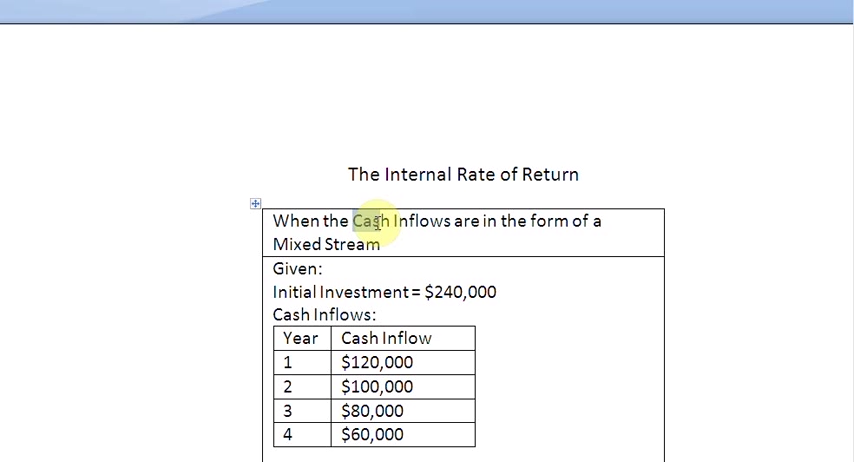 The Internal Rate of Return
When the Cash Inflows are in the form of a
Mixed Stream
Given:
Initial Investment = $240,000
Cash Inflows:
Year Cash Inflow
1 $120,000
2 $100,000
3 $80,000
4 $60,000